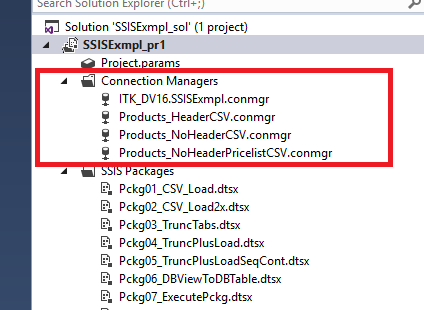 Search Solution Explorer (Ctrl+;)
Solution 'SSISExmpl_sol' (1 project)
SSISExmpl_pr1
Project.params
Connection Managers
ITK_DV16.SSISExmpl.conmgr
Products_HeaderCSV.conmgr
Products_NoHeaderCSV.conmgr
Products_NoHeaderPricelistCSV.conmgr
SSIS Packages
Pckg01_CSV_Load.dtsx
Pckg02_CSV_Load2x.dtsx
Pckg03_TruncTabs.dtsx
Pckg04_TruncPlusLoad.dtsx
Pckg05_TruncPlusLoadSeqCont.dtsx
Pckg06_DBViewToDBTable.dtsx
Pckg07_ExecutePckg.dtsx